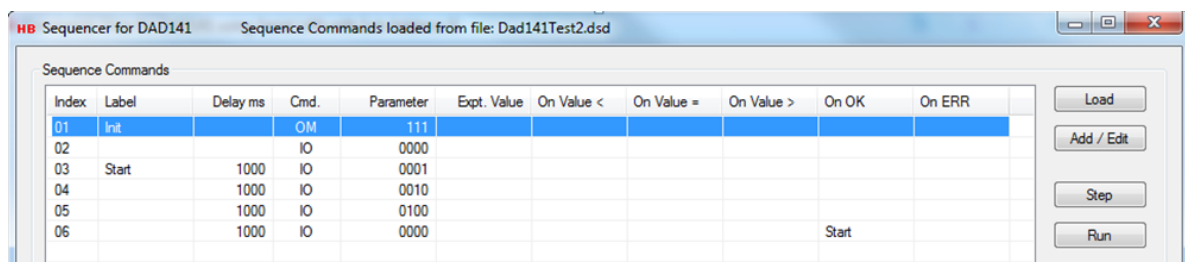 HB Sequencer for DAD141 Sequence Commands loaded from file: Dad141Test2.dsd
Sequence Commands
Index Label Delay ms Cmd. Parameter Expt. Value On Value < On Value = On Value > On OK On ERR Load
01 Init OM 111
02 IO 0000 Add / Edit
03 Start 1000 IO 0001
04 1000 IO 0010 Step
05 1000 IO 0100
06 1000 IO 0000 Start Run